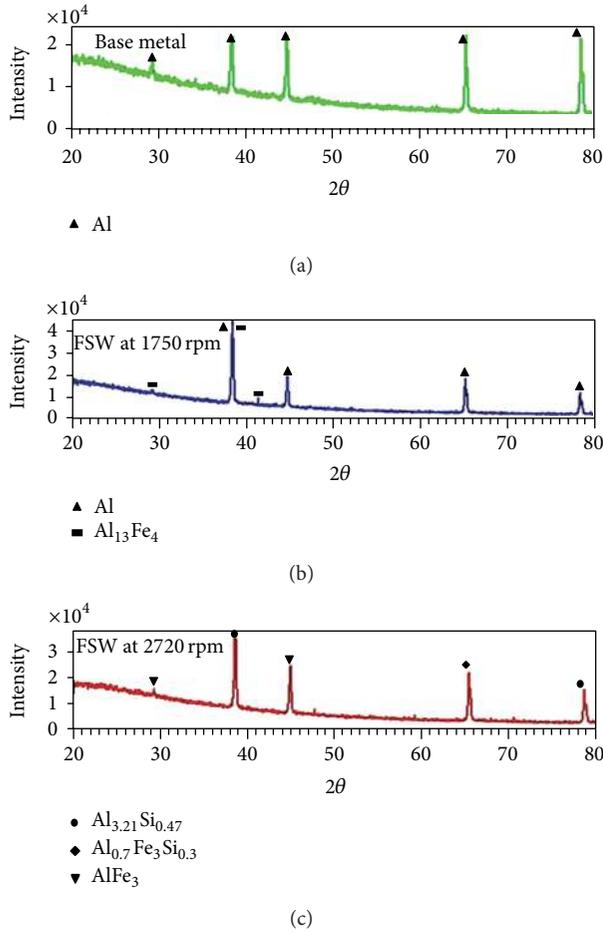 ×10⁴
Base metal
2
1
0
Intensity
20 30 40 50 60 70 80
2θ
▲ Al
(a)
×10⁴
FSW at 1750 rpm
4
3
2
1
0
Intensity
20 30 40 50 60 70 80
2θ
▲ Al
▬ Al₁₃Fe₄
(b)
×10⁴
FSW at 2720 rpm
3
2
1
0
Intensity
20 30 40 50 60 70 80
2θ
● Al₃.₂₁Si₀.₄₇
◆ Al₀.₇Fe₃Si₀.₃
▼ AlFe₃
(c)